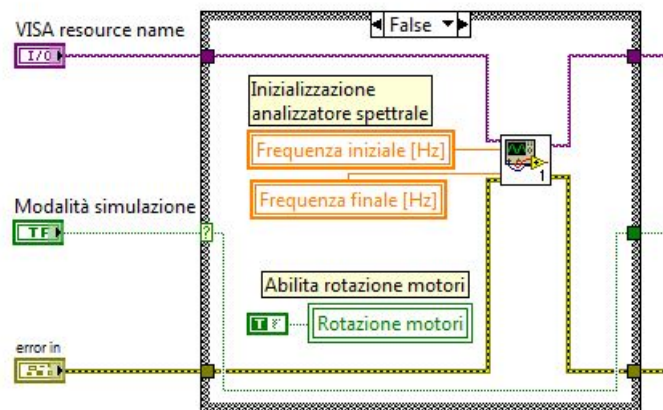 VISA resource name
I/O
False
Inizializzazione
analizzatore spettrale
Frequenza iniziale [Hz]
Frequenza finale [Hz]
1
Modalità simulazione
TF
?
Abilita rotazione motori
T
Rotazione motori
error in